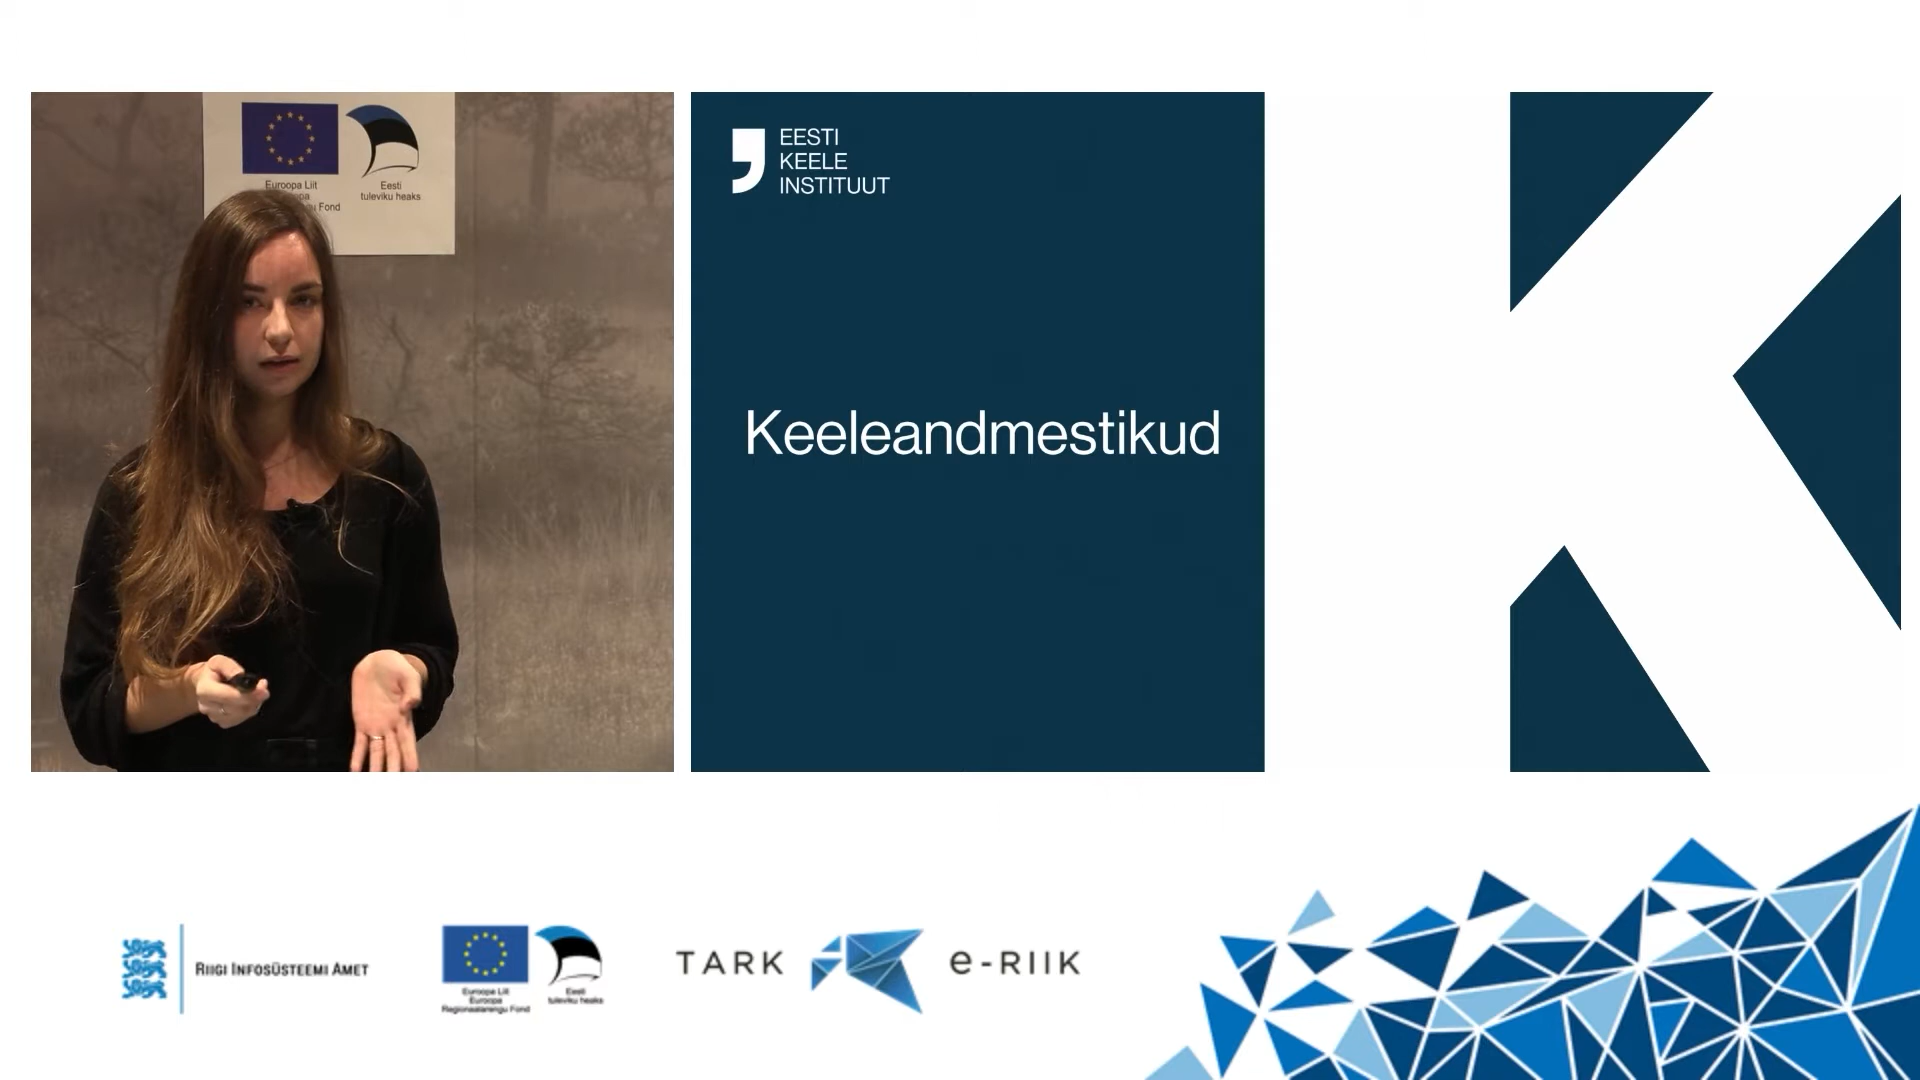 Euroopa Liit
Eesti
tuleviku heaks
Fond
EESTI
KEELE
INSTITUUT
Keeleandmestikud
RIIGI INFOSÜSTEEMI AMET
Euroopa Liit
Euroopa
Regionaalarengu Fond
Eesti
tuleviku heaks
TARK e-RIIK